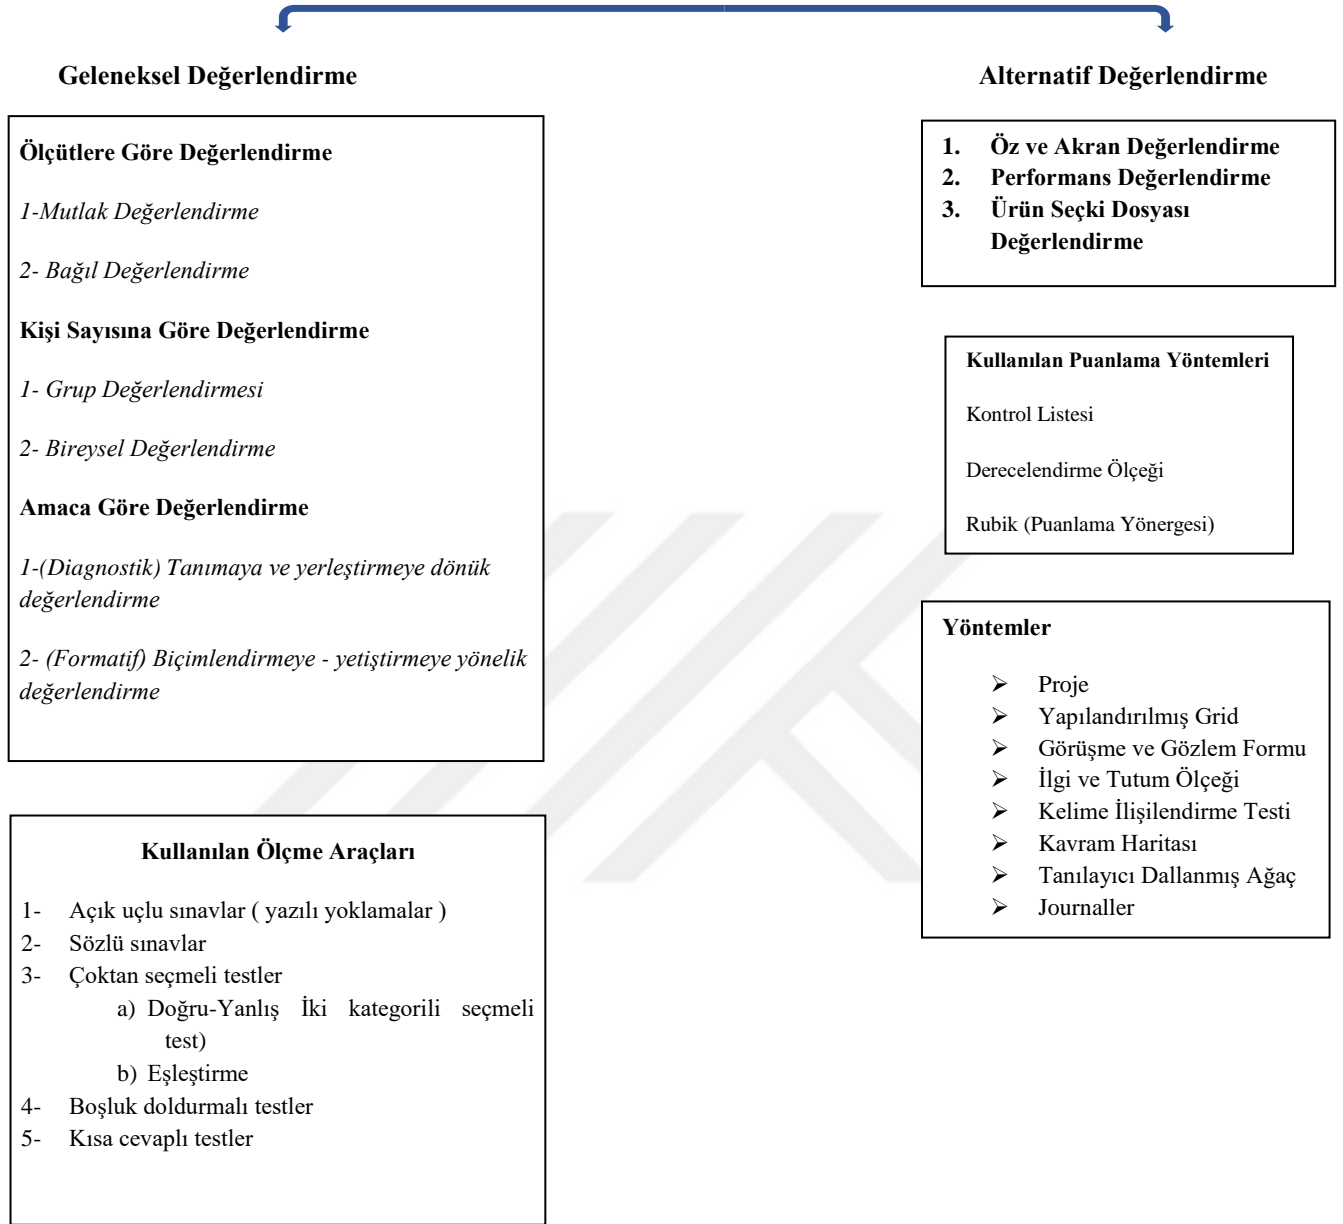 Geleneksel Değerlendirme
Ölçütlere Göre Değerlendirme
1-Mutlak Değerlendirme
2- Bağıl Değerlendirme
Kişi Sayısına Göre Değerlendirme
1- Grup Değerlendirmesi
2- Bireysel Değerlendirme
Amaca Göre Değerlendirme
1-(Diagnostik) Tanımaya ve yerleştirmeye dönük
değerlendirme
2- (Formatif) Biçimlendirmeye - yetiştirmeye yönelik
değerlendirme
Kullanılan Ölçme Araçları
1- Açık uçlu sınavlar ( yazılı yoklamalar )
2- Sözlü sınavlar
3- Çoktan seçmeli testler
a) Doğru-Yanlış İki kategorili seçmeli
test)
b) Eşleştirme
4- Boşluk doldurmalı testler
5- Kısa cevaplı testler
Alternatif Değerlendirme
1. Öz ve Akran Değerlendirme
2. Performans Değerlendirme
3. Ürün Seçki Dosyası
Değerlendirme
Kullanılan Puanlama Yöntemleri
Kontrol Listesi
Derecelendirme Ölçeği
Rubik (Puanlama Yönergesi)
Yöntemler
➢ Proje
➢ Yapılandırılmış Grid
➢ Görüşme ve Gözlem Formu
➢ İlgi ve Tutum Ölçeği
➢ Kelime İlişilendirme Testi
➢ Kavram Haritası
➢ Tanılayıcı Dallanmış Ağaç
➢ Journaller